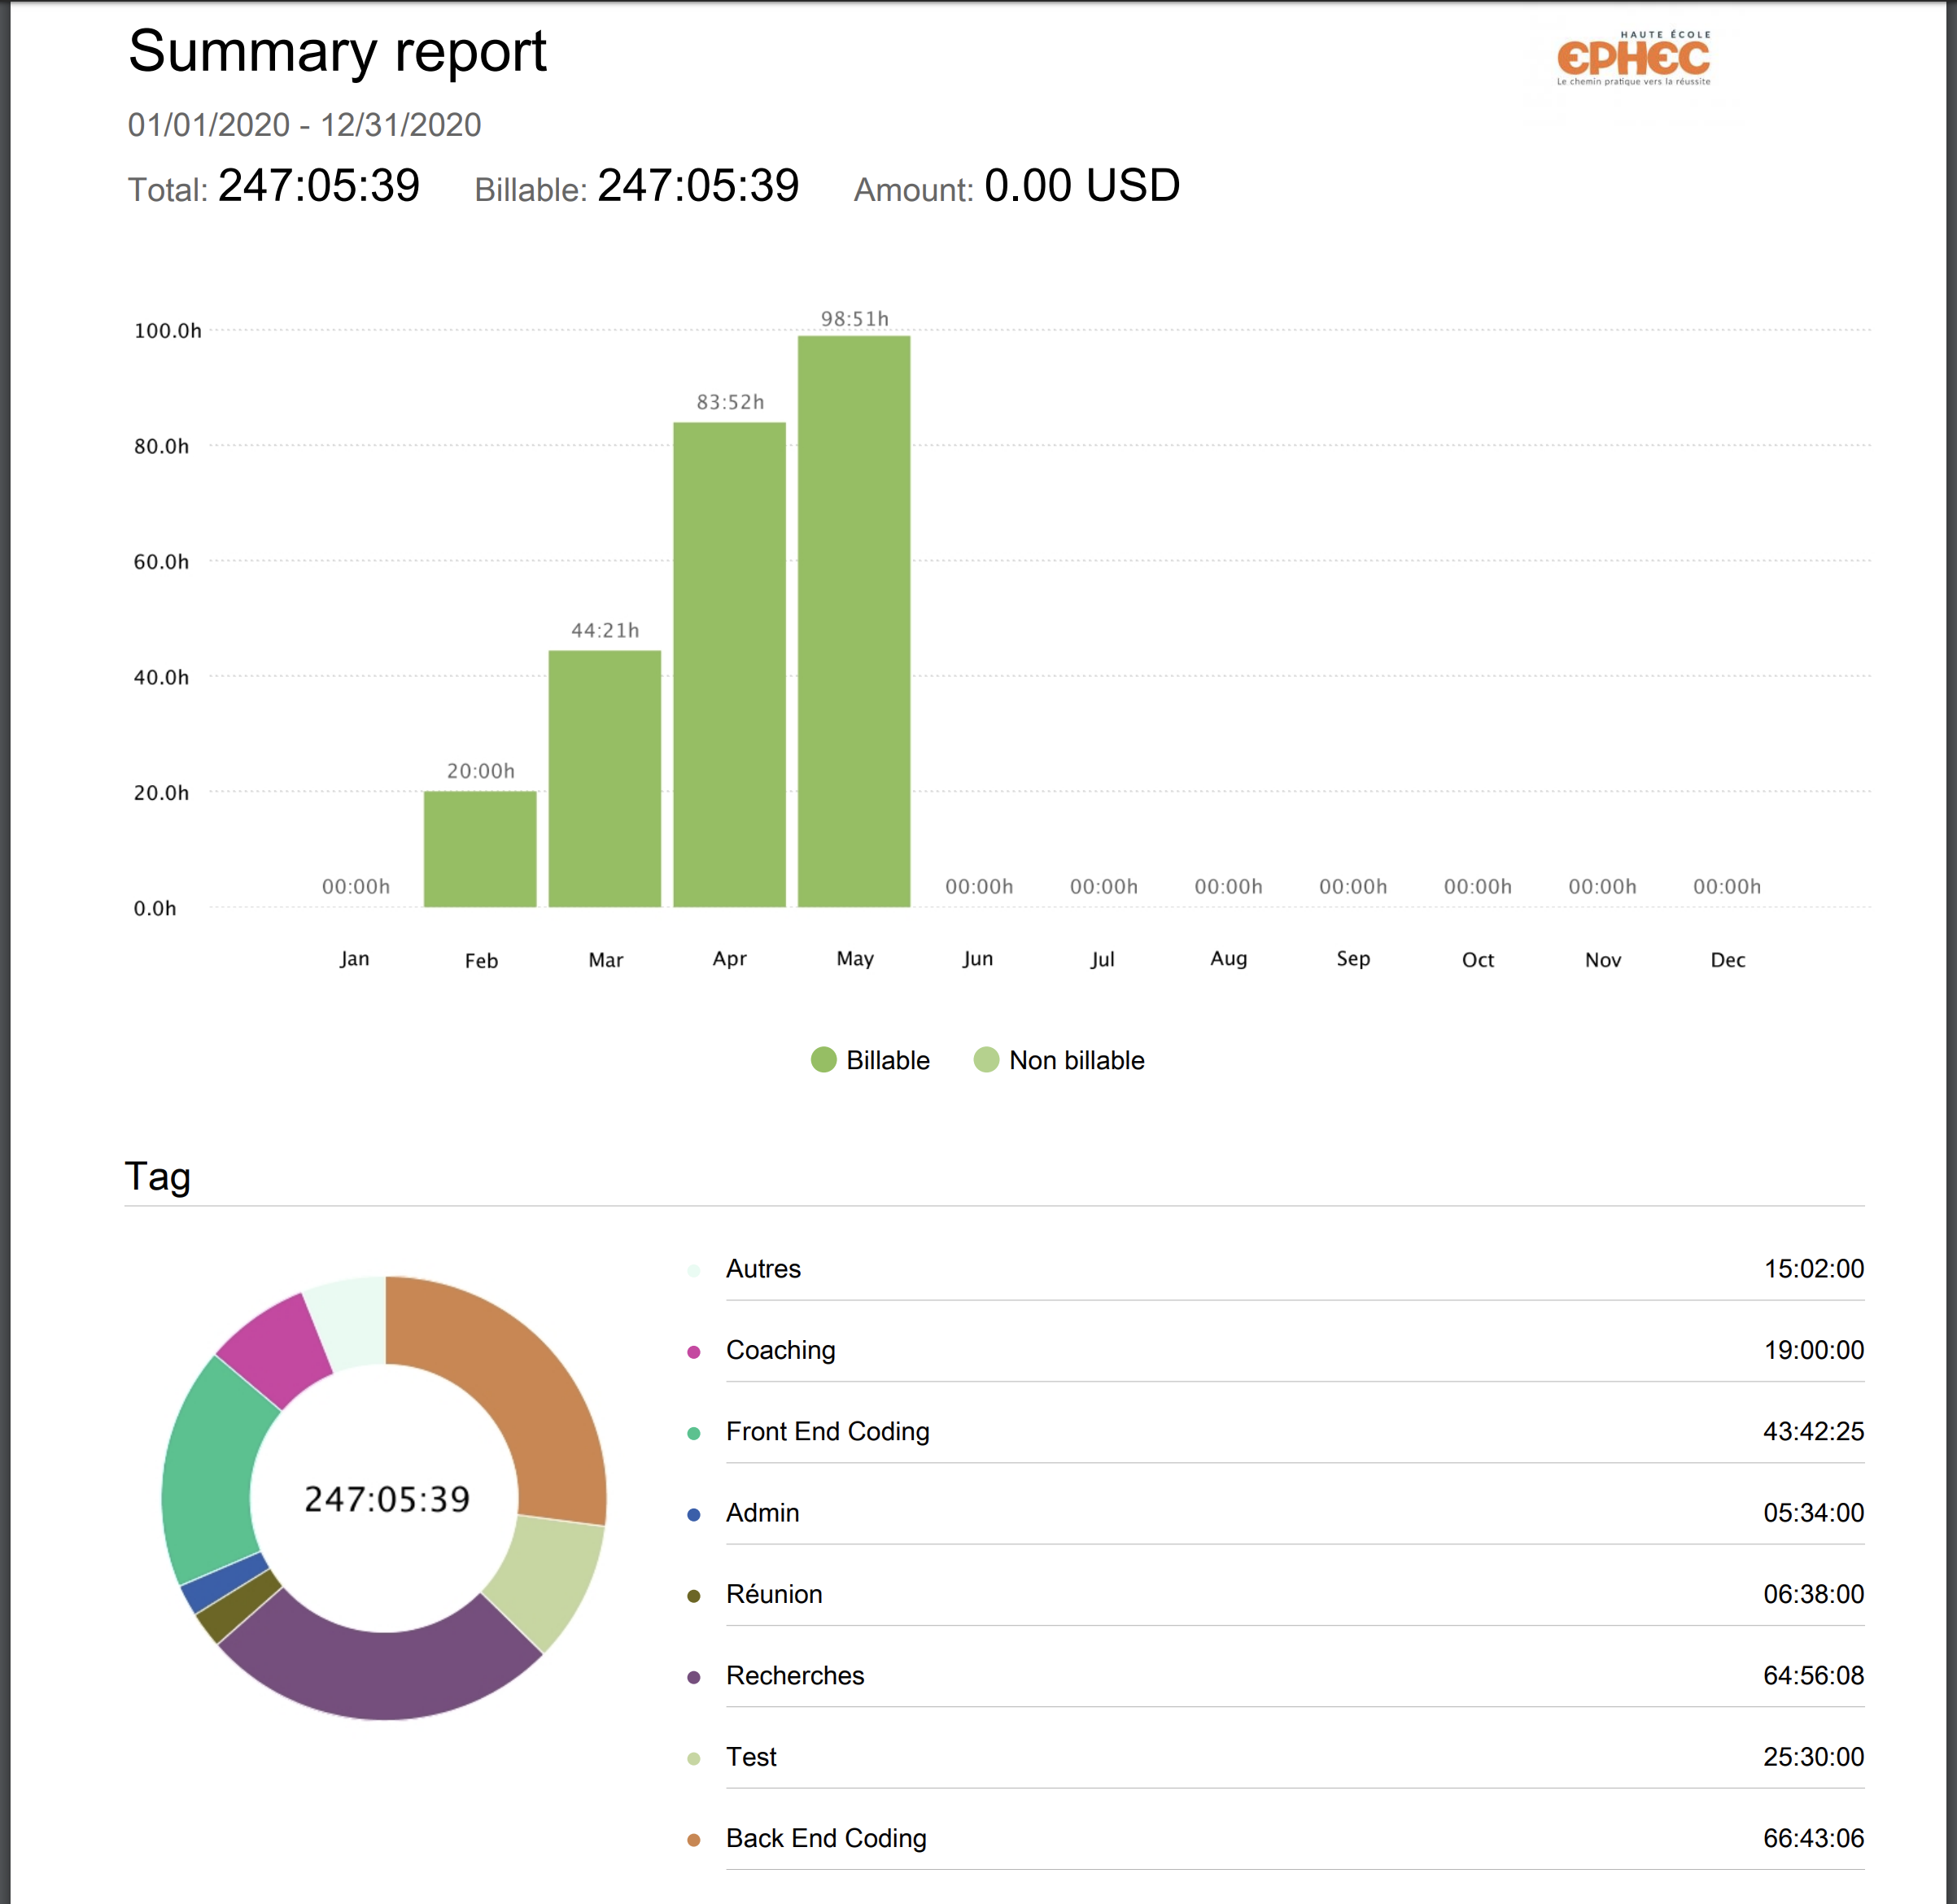 Summary report
HAUTE ÉCOLE
EPHEC
Le chemin pratique vers la réussite
01/01/2020 - 12/31/2020
Total: 247:05:39 Billable: 247:05:39 Amount: 0.00 USD
98:51h
100.0h
83:52h
80.0h
60.0h
44:21h
40.0h
20:00h
20.0h
00:00h 00:00h 00:00h 00:00h 00:00h 00:00h 00:00h 00:00h
0.0h
Jan Feb Mar Apr May Jun Jul Aug Sep Oct Nov Dec
Billable Non billable
Tag
Autres 15:02:00
Coaching 19:00:00
Front End Coding 43:42:25
247:05:39
Admin 05:34:00
Réunion 06:38:00
Recherches 64:56:08
Test 25:30:00
Back End Coding 66:43:06